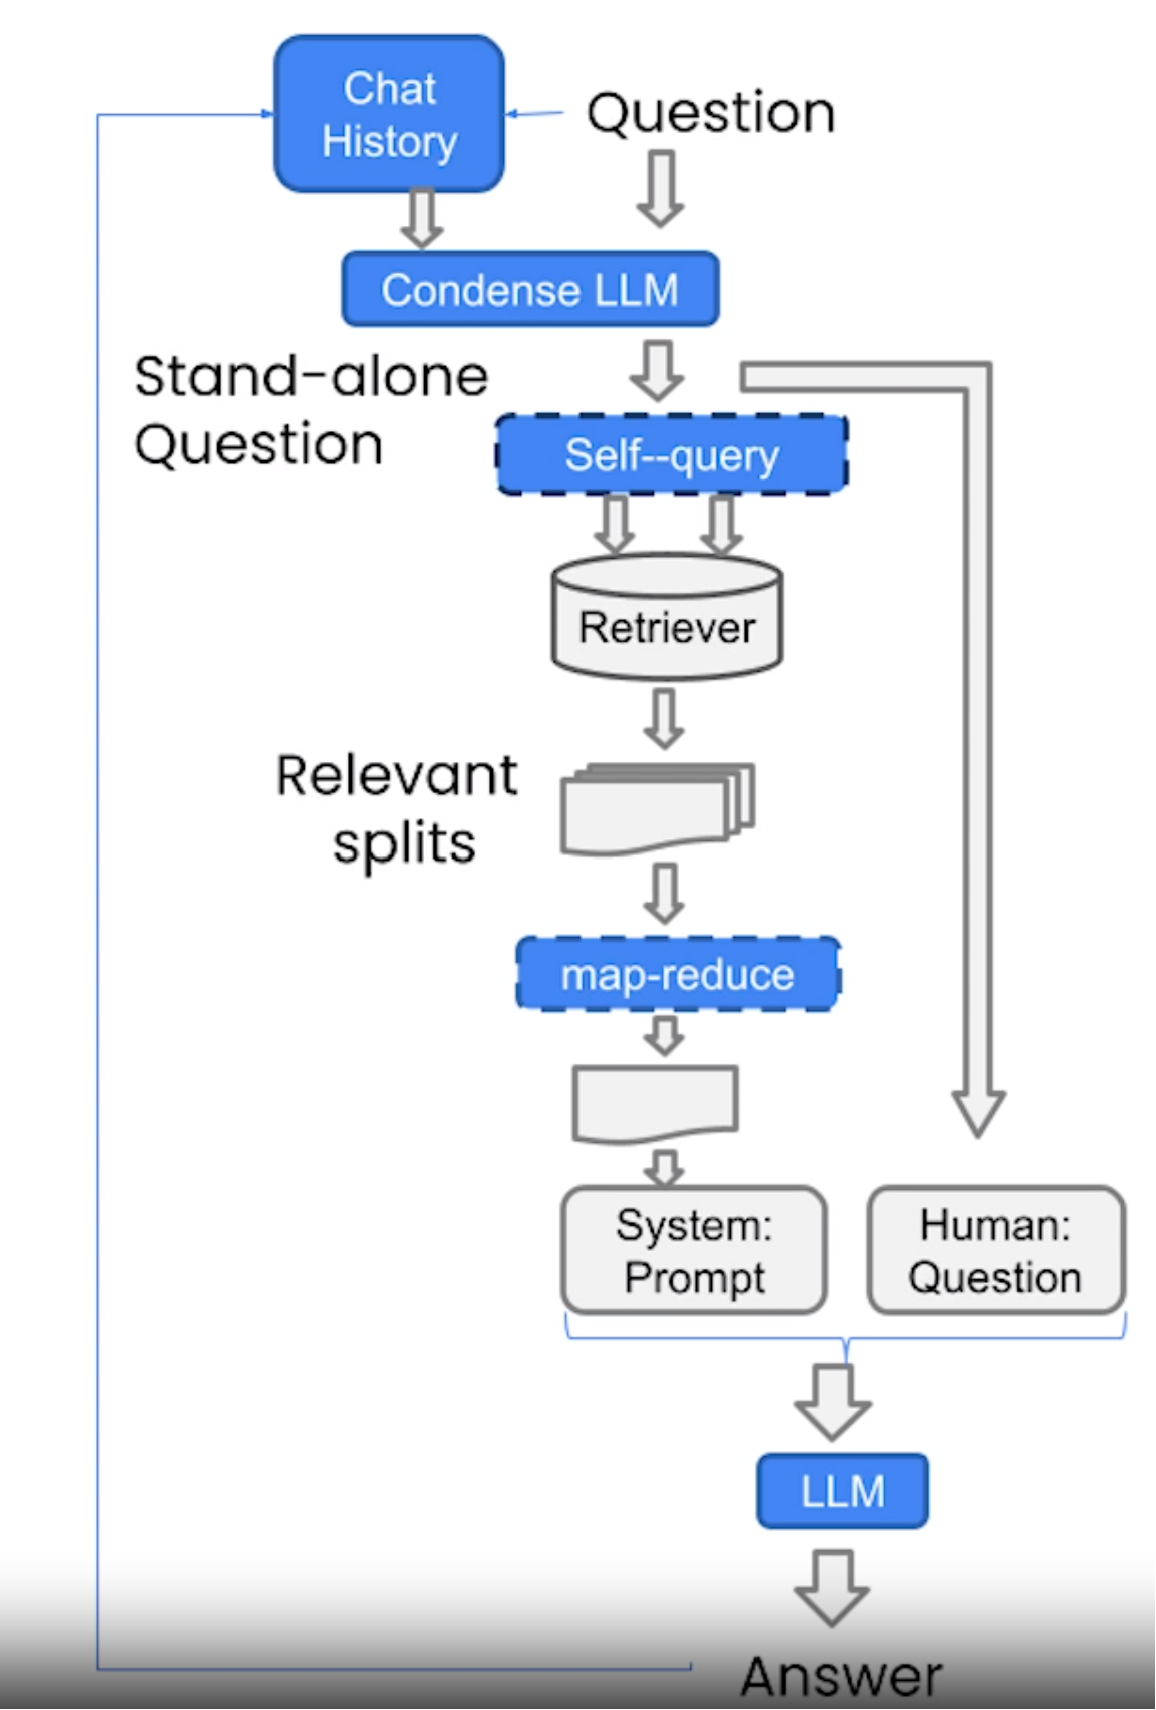 Chat
History
Question
Condense LLM
Stand-alone
Question
Self--query
Retriever
Relevant
splits
map-reduce
System:
Prompt
Human:
Question
LLM
Answer